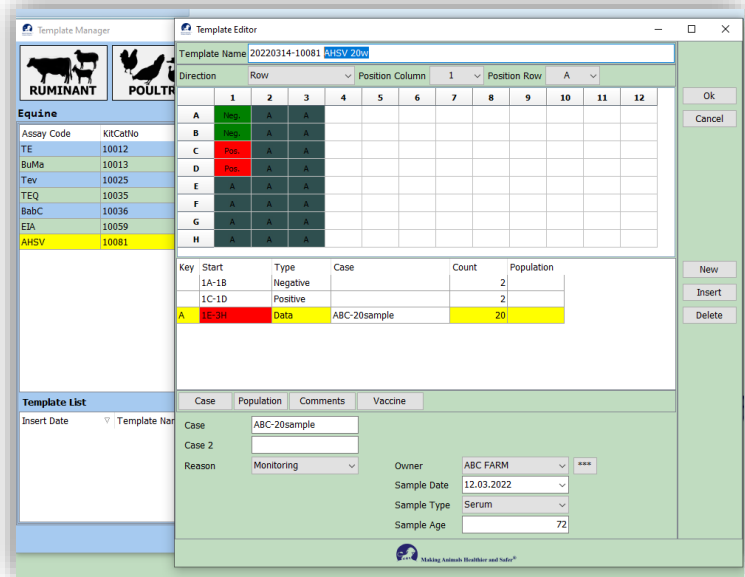 Template Manager
RUMINANT POULTR
Equine
Assay Code KitCatNo
TE 10012
BuMa 10013
Tev 10025
TEQ 10035
BabC 10036
EIA 10059
AHSV 10081
Template List
Insert Date Template Nar
Template Editor
Template Name 20220314-10081 AHSV 20w
Direction Row Position Column 1 Position Row A
1 2 3 4 5 6 7 8 9 10 11 12
A Neg. A A
B Neg. A A
C Pos. A A
D Pos. A A
E A A A
F A A A
G A A A
H A A A
Key Start Type Case Count Population
1A-1B Negative 2
1C-1D Positive 2
A 1E-3H Data ABC-20sample 20
Case Population Comments Vaccine
Case ABC-20sample
Case 2
Reason Monitoring Owner ABC FARM ***
Sample Date 12.03.2022
Sample Type Serum
Sample Age 72
Ok
Cancel
New
Insert
Delete
Making Animals Healthier and Safer®